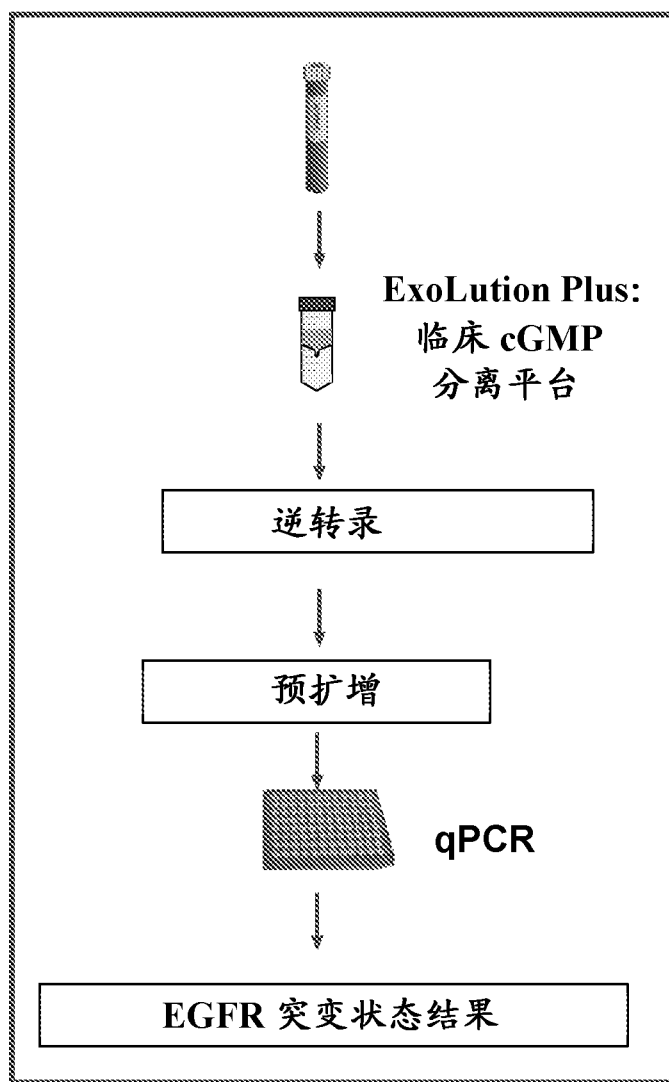 ExoLution Plus:
临床 cGMP
分离平台
逆转录
预扩增
qPCR
EGFR 突变状态结果